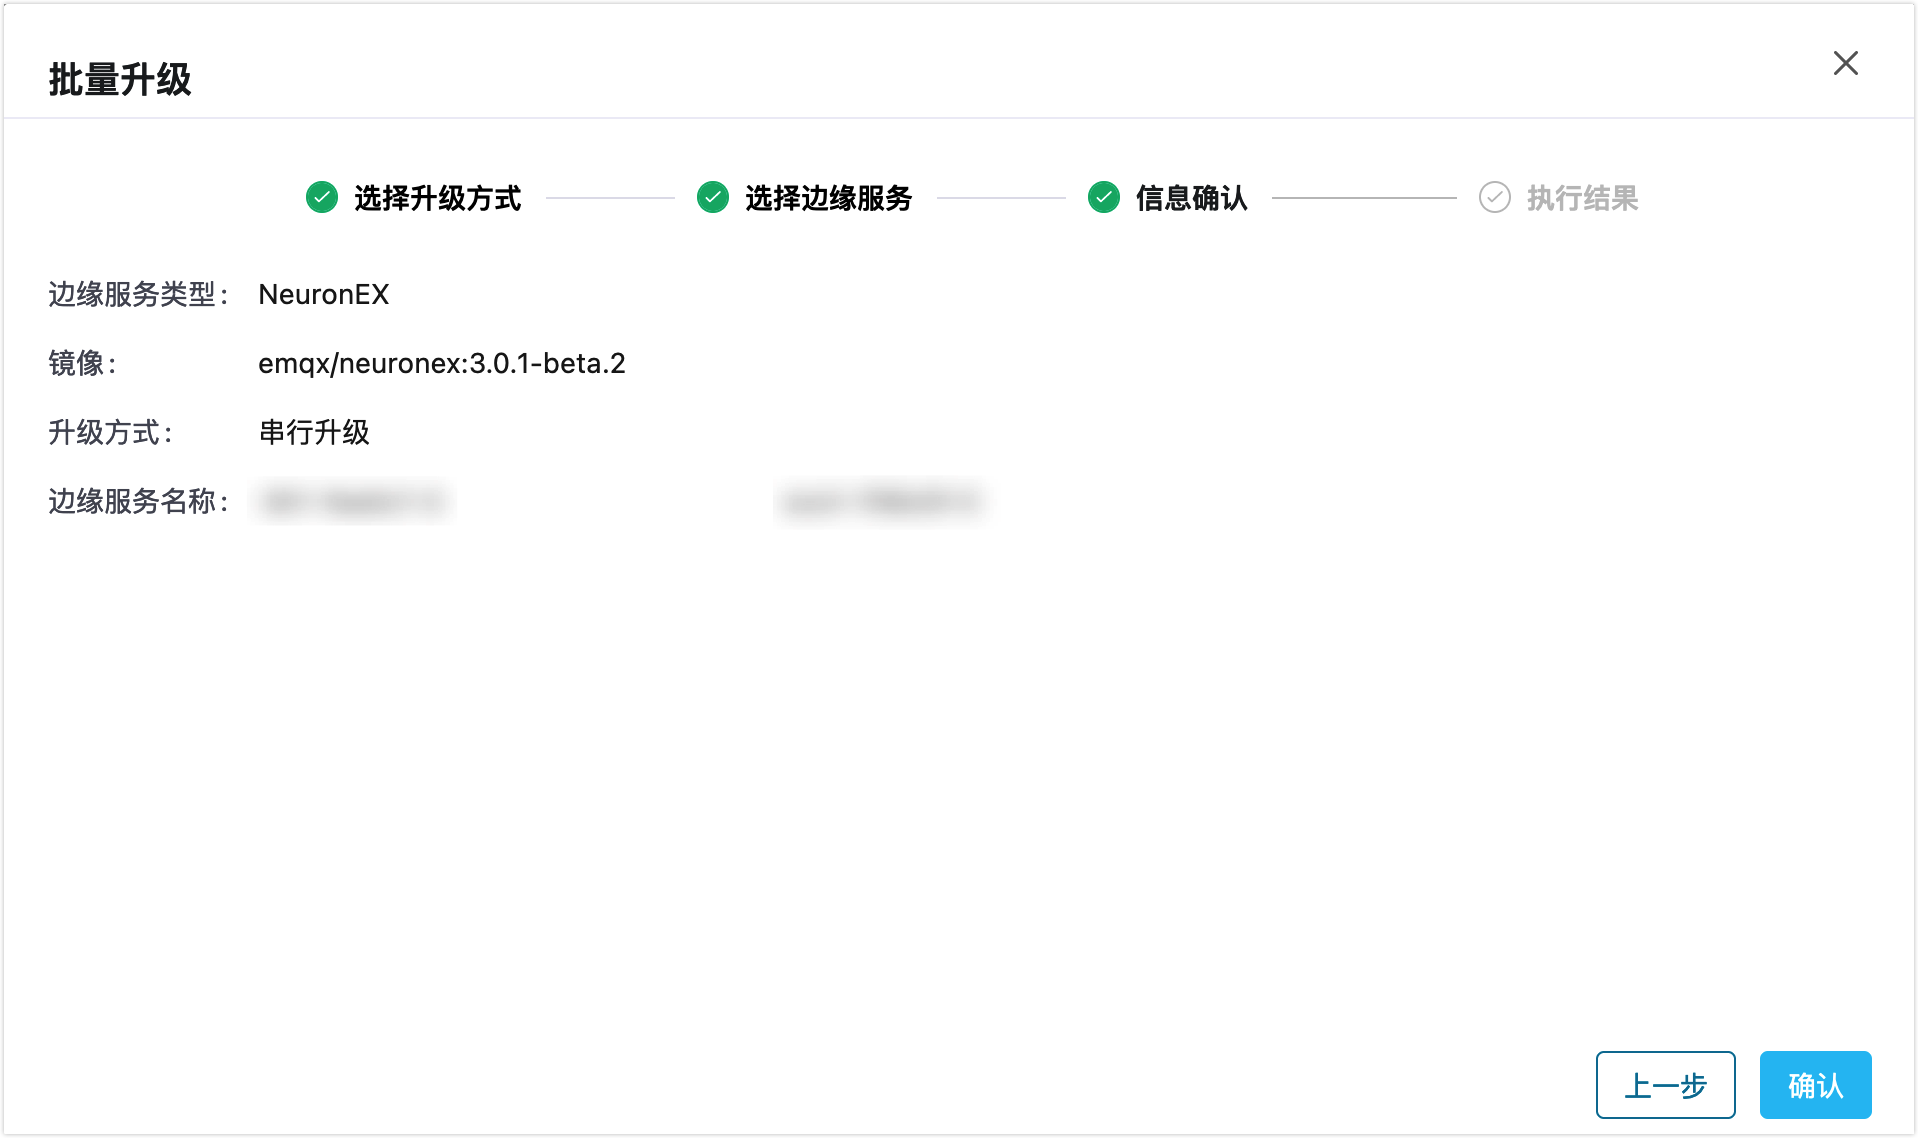 批量升级
选择升级方式 选择边缘服务 信息确认 执行结果
边缘服务类型： NeuronEX
镜像： emqx/neuronex:3.0.1-beta.2
升级方式： 串行升级
边缘服务名称：
上一步 确认